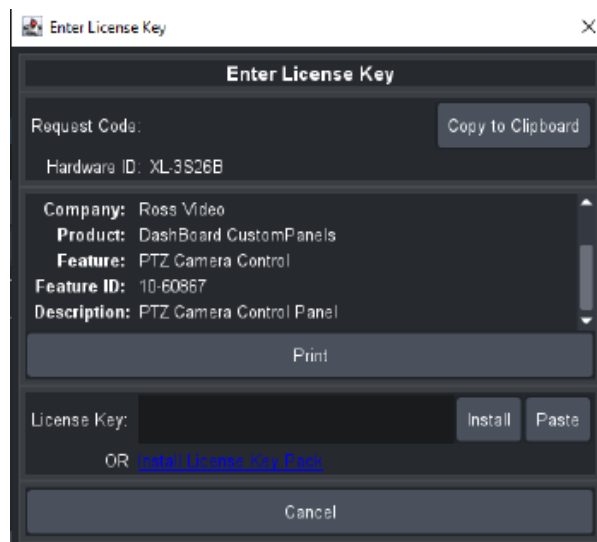 Enter License Key
Enter License Key
Request Code:
Copy to Clipboard
Hardware ID: XL-3S26B
Company: Ross Video
Product: DashBoard CustomPanels
Feature: PTZ Camera Control
Feature ID: 10-60867
Description: PTZ Camera Control Panel
Print
License Key:
Install
Paste
OR Install License Key Pack
Cancel